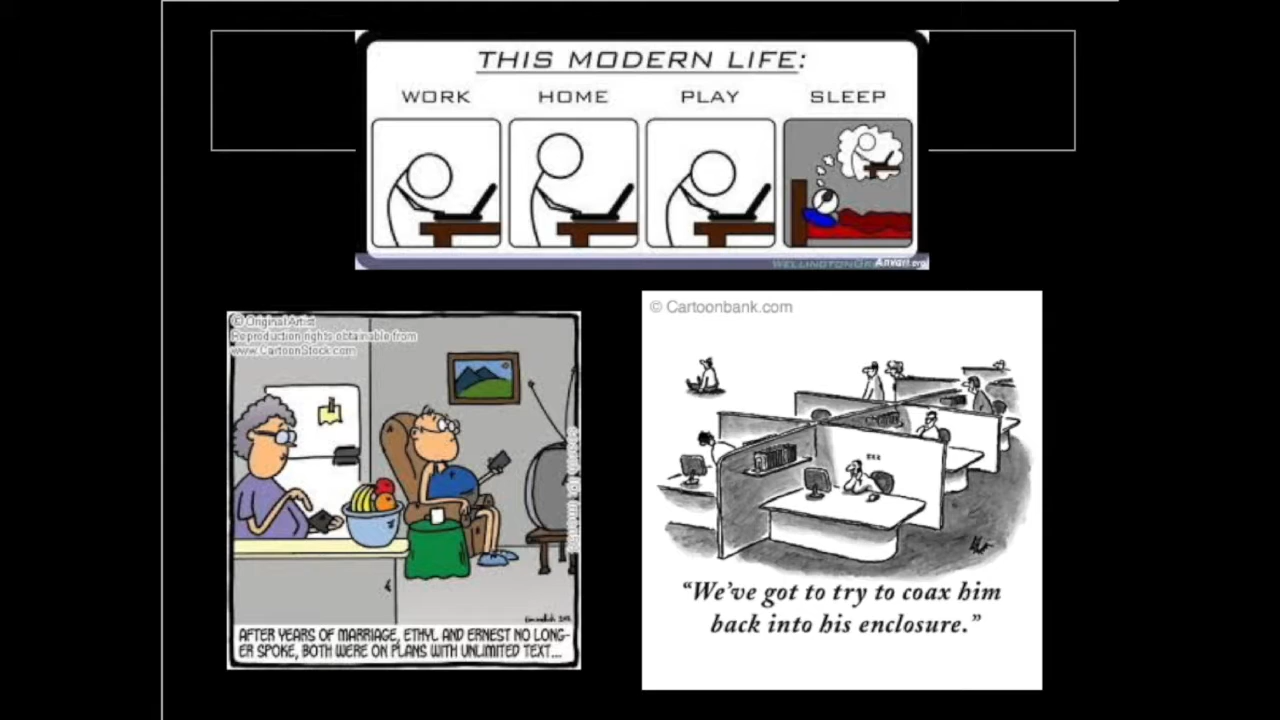 THIS MODERN LIFE:
WORK HOME PLAY SLEEP
Anvari.org
© Original Artist
Reproduction rights obtainable from
www.CartoonStock.com
AFTER YEARS OF MARRIAGE, ETHYL AND ERNEST NO LONG-
ER SPOKE, BOTH WERE ON PLANS WITH UNLIMITED TEXT...
© Cartoonbank.com
“We’ve got to try to coax him
back into his enclosure.”